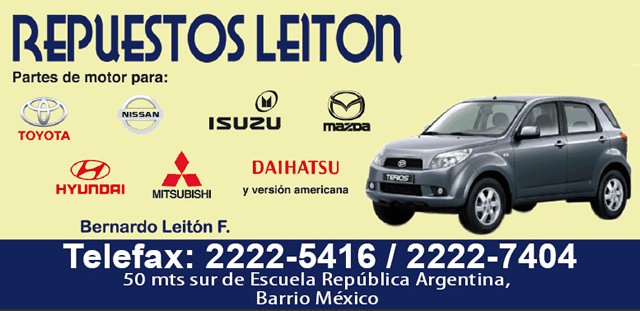 REPUESTOS LEITON
Partes de motor para:
TOYOTA
NISSAN
ISUZU
mazda
HYUNDAI
MITSUBISHI
DAIHATSU
y versión americana
TERIOS
Bernardo Leitón F.
Telefax: 2222-5416 / 2222-7404
50 mts sur de Escuela República Argentina,
Barrio México